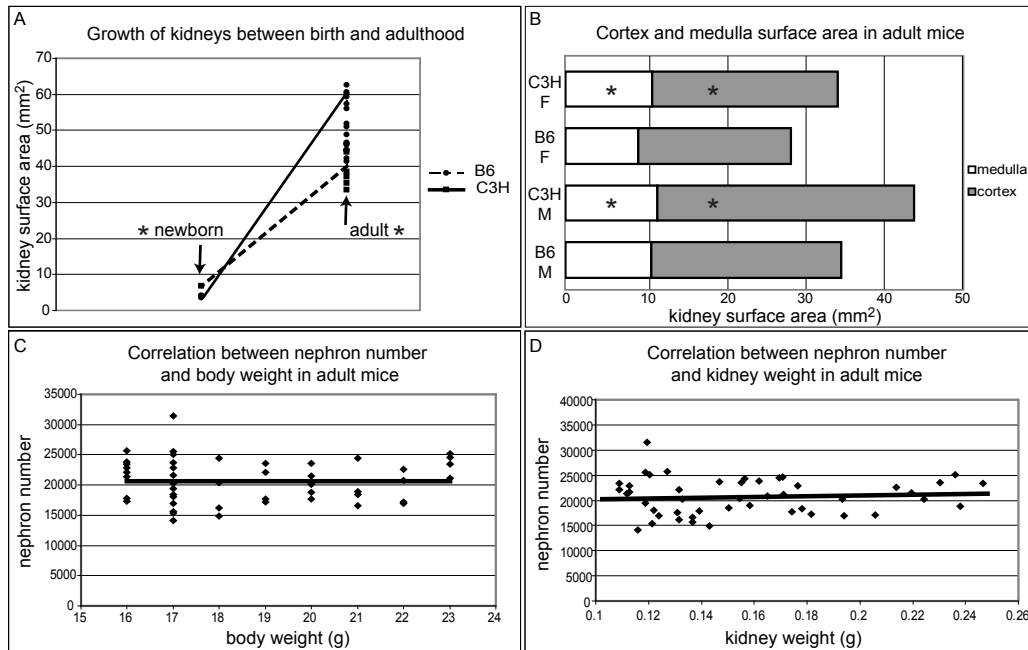 A
Growth of kidneys between birth and adulthood
kidney surface area (mm2)
70
60
50
40
30
20
10
0
* newborn
adult *
B6
C3H
B
Cortex and medulla surface area in adult mice
C3H
F
B6
F
C3H
M
B6
M
* *
* *
0 10 20 30 40 50
kidney surface area (mm2)
medulla
cortex
C
Correlation between nephron number
and body weight in adult mice
nephron number
35000
30000
25000
20000
15000
10000
5000
0
15 16 17 18 19 20 21 22 23 24
body weight (g)
D
Correlation between nephron number
and kidney weight in adult mice
nephron number
40000
35000
30000
25000
20000
15000
10000
5000
0
0.1 0.12 0.14 0.16 0.18 0.2 0.22 0.24 0.26
kidney weight (g)